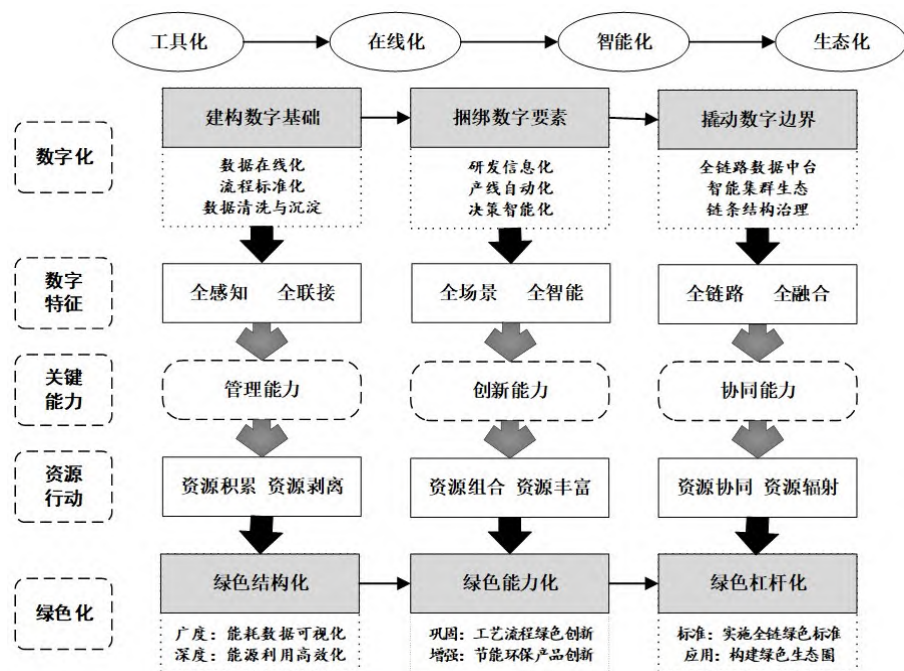 工具化 在线化 智能化 生态化
建构数字基础 捆绑数字要素 撬动数字边界
数字化
数据在线化 研发信息化 全链路数据中台
流程标准化 产线自动化 智能集群生态
数据清洗与沉淀 决策智能化 链条结构治理
数字
特征
全感知 全联接 全场景 全智能 全链路 全融合
关键
能力
管理能力 创新能力 协同能力
资源
行动
资源积累 资源剥离 资源组合 资源丰富 资源协同 资源辐射
绿色结构化 绿色能力化 绿色杠杆化
绿色化
广度：能耗数据可视化 巩固：工艺流程绿色创新 标准：实施全链绿色标准
深度：能源利用高效化 增强：节能环保产品创新 应用：构建绿色生态圈